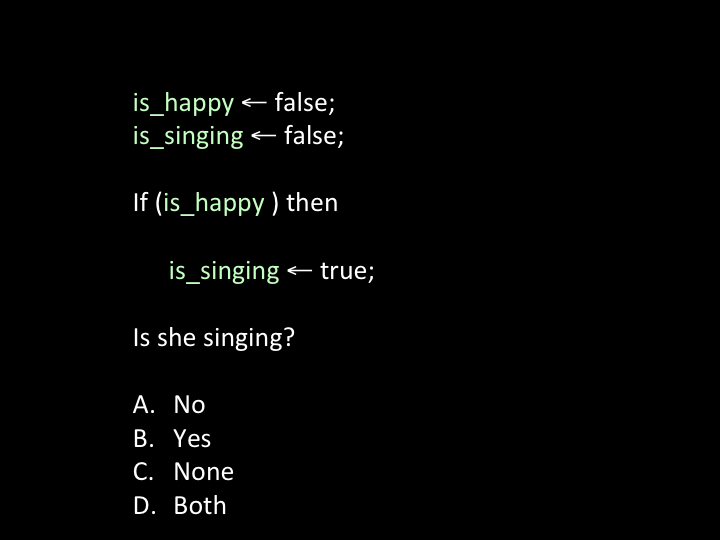 is_happy ← false;
is_singing ← false;
If (is_happy ) then
is_singing ← true;
Is she singing?
A. No
B. Yes
C. None
D. Both